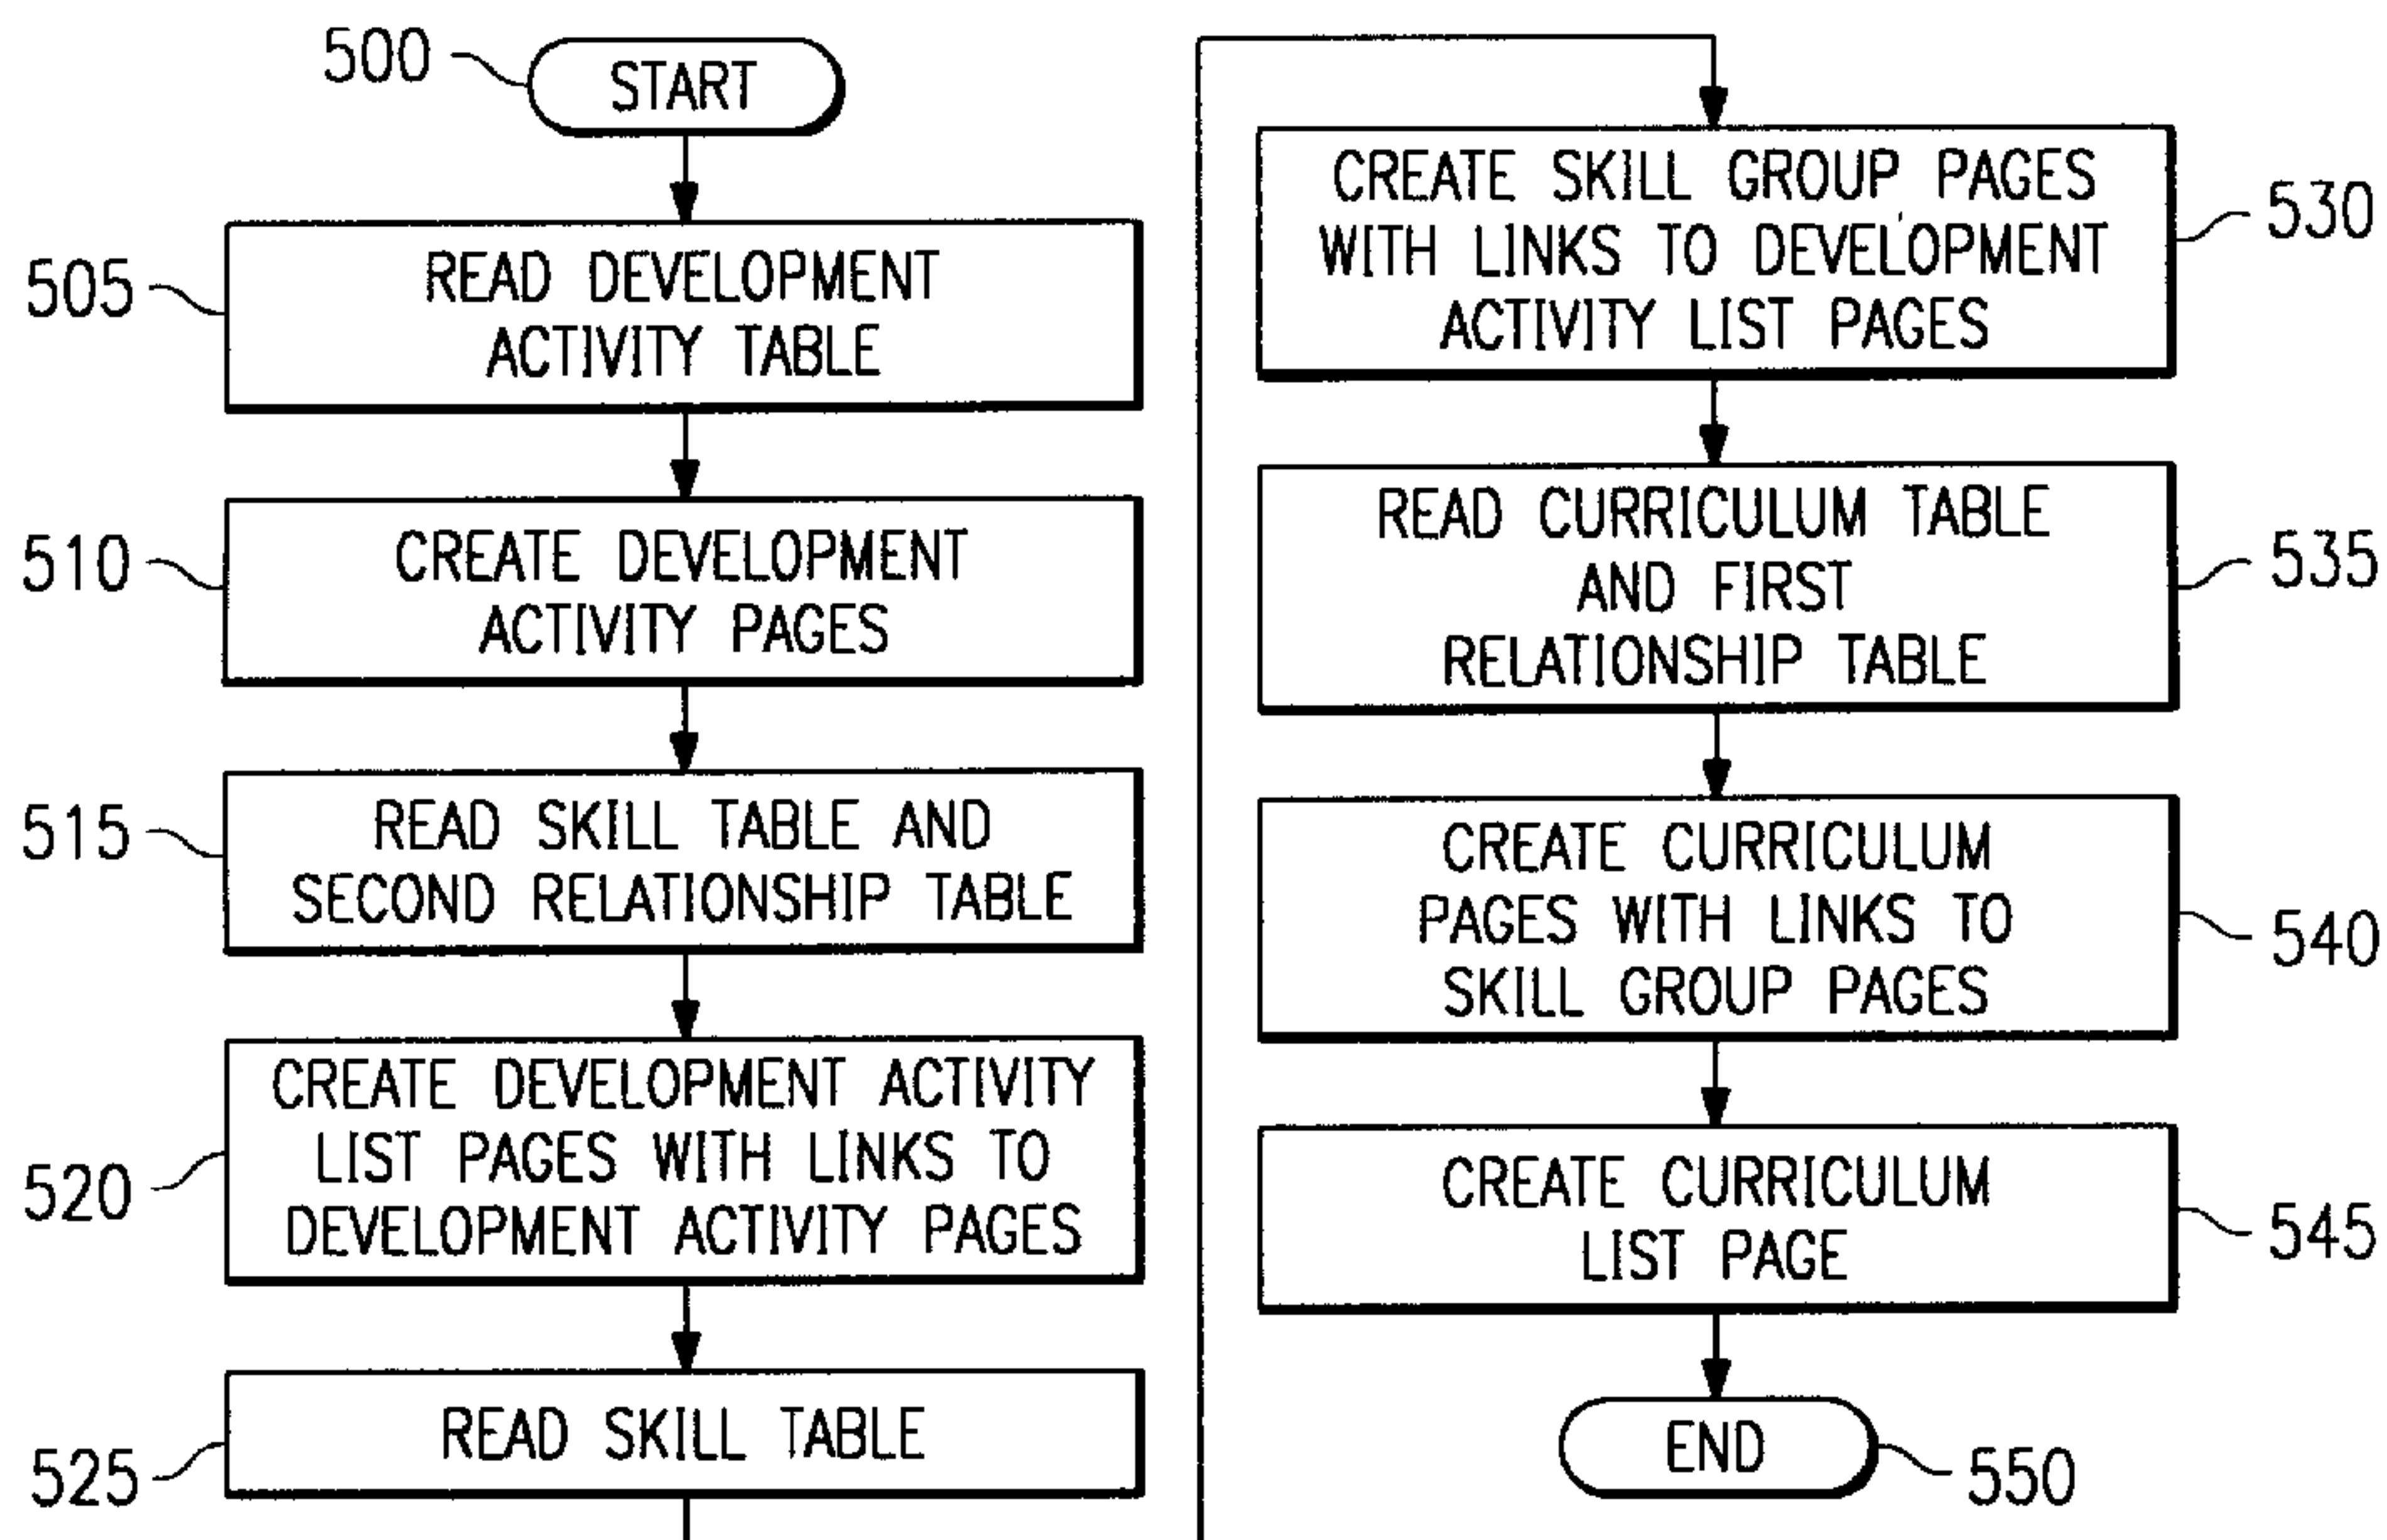 500
START
505
READ DEVELOPMENT
ACTIVITY TABLE
510
CREATE DEVELOPMENT
ACTIVITY PAGES
515
READ SKILL TABLE AND
SECOND RELATIONSHIP TABLE
520
CREATE DEVELOPMENT ACTIVITY
LIST PAGES WITH LINKS TO
DEVELOPMENT ACTIVITY PAGES
525
READ SKILL TABLE
CREATE SKILL GROUP PAGES
WITH LINKS TO DEVELOPMENT
ACTIVITY LIST PAGES
530
READ CURRICULUM TABLE
AND FIRST
RELATIONSHIP TABLE
535
CREATE CURRICULUM
PAGES WITH LINKS TO
SKILL GROUP PAGES
540
CREATE CURRICULUM
LIST PAGE
545
END
550